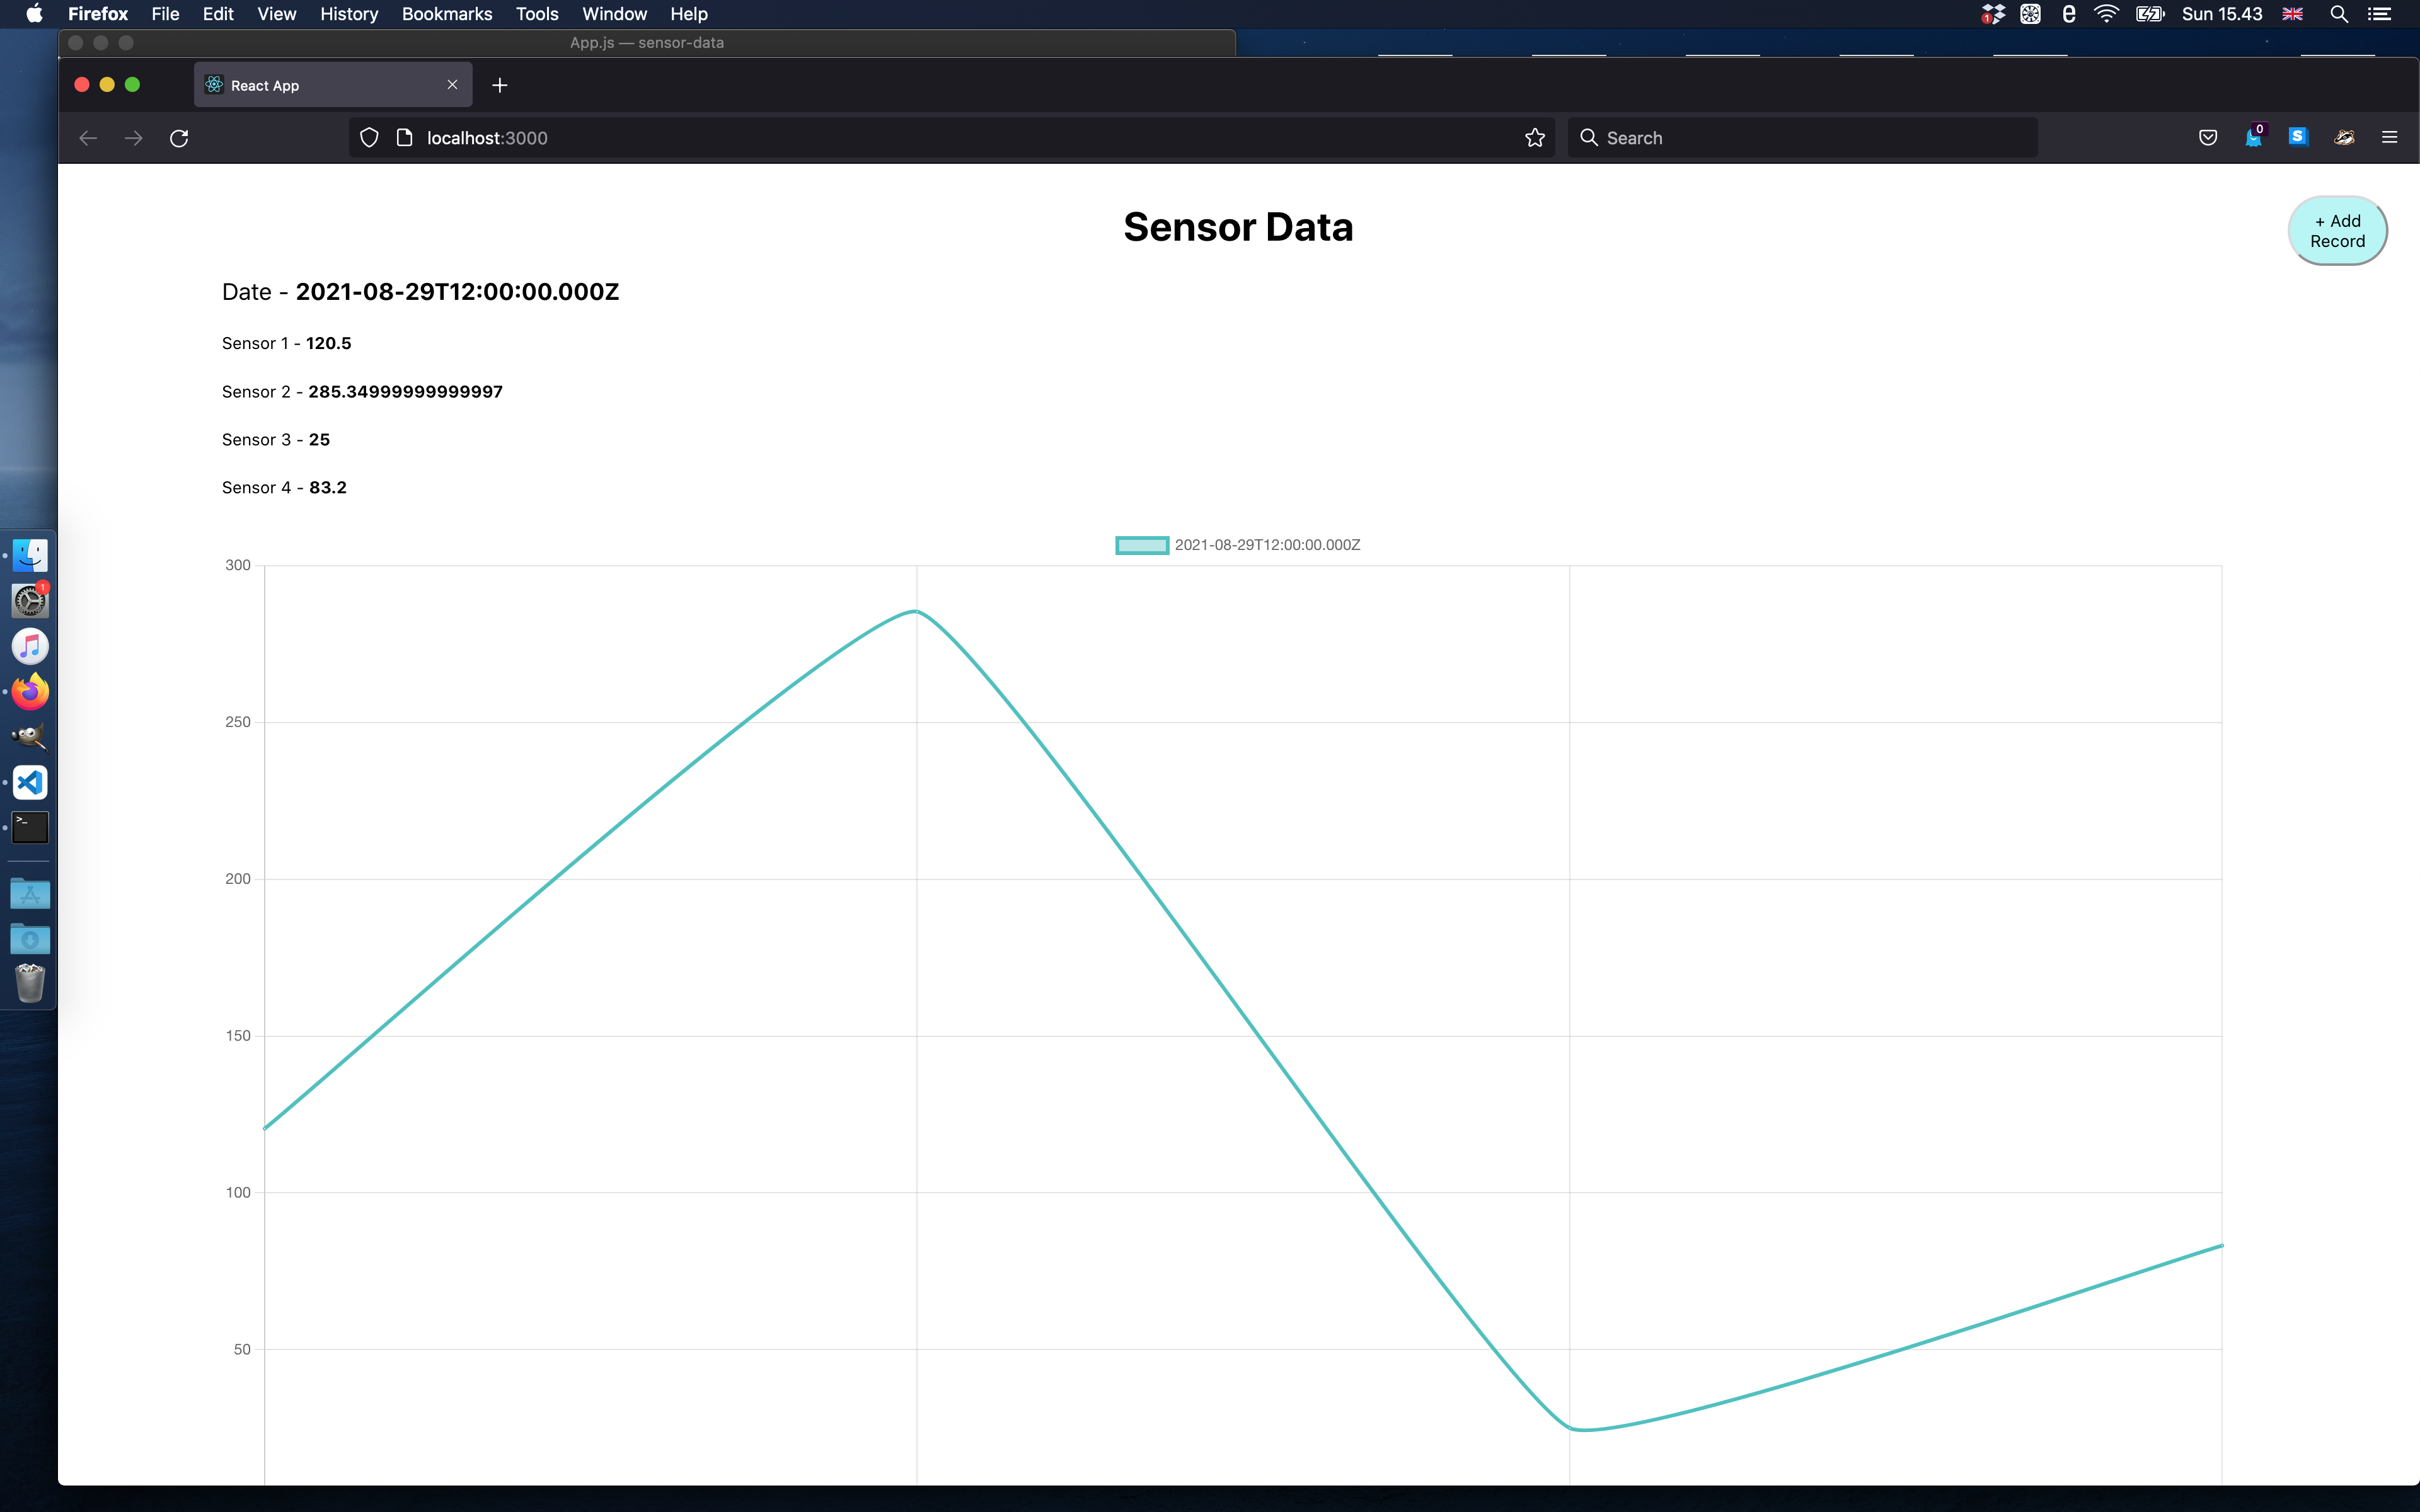 Firefox File Edit View History Bookmarks Tools Window Help 1 Sun 15.43
App.js — sensor-data
React App
localhost:3000 Search 0 S
Sensor Data
+ Add
Record
Date - 2021-08-29T12:00:00.000Z
Sensor 1 - 120.5
Sensor 2 - 285.34999999999997
Sensor 3 - 25
Sensor 4 - 83.2
2021-08-29T12:00:00.000Z
300
250
200
150
100
50
1
>_